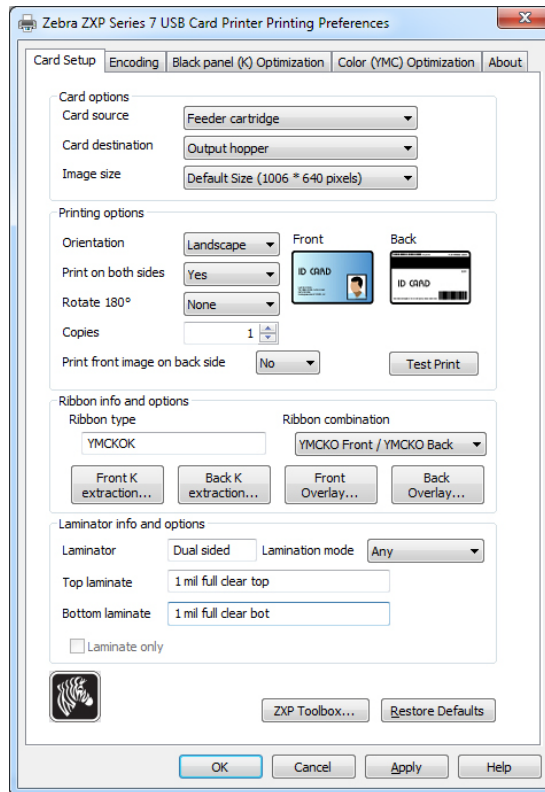 Zebra ZXP Series 7 USB Card Printer Printing Preferences
Card Setup Encoding Black panel (K) Optimization Color (YMC) Optimization About
Card options
Card source Feeder cartridge
Card destination Output hopper
Image size Default Size (1006 * 640 pixels)
Printing options
Orientation Landscape Front Back
Print on both sides Yes
ID CARD ID CARD
Rotate 180° None
Copies 1
Print front image on back side No Test Print
Ribbon info and options
Ribbon type Ribbon combination
YMCKOK YMCKO Front / YMCKO Back
Front K extraction... Back K extraction... Front Overlay... Back Overlay...
Laminator info and options
Laminator Dual sided Lamination mode Any
Top laminate 1 mil full clear top
Bottom laminate 1 mil full clear bot
Laminate only
ZXP Toolbox... Restore Defaults
OK Cancel Apply Help